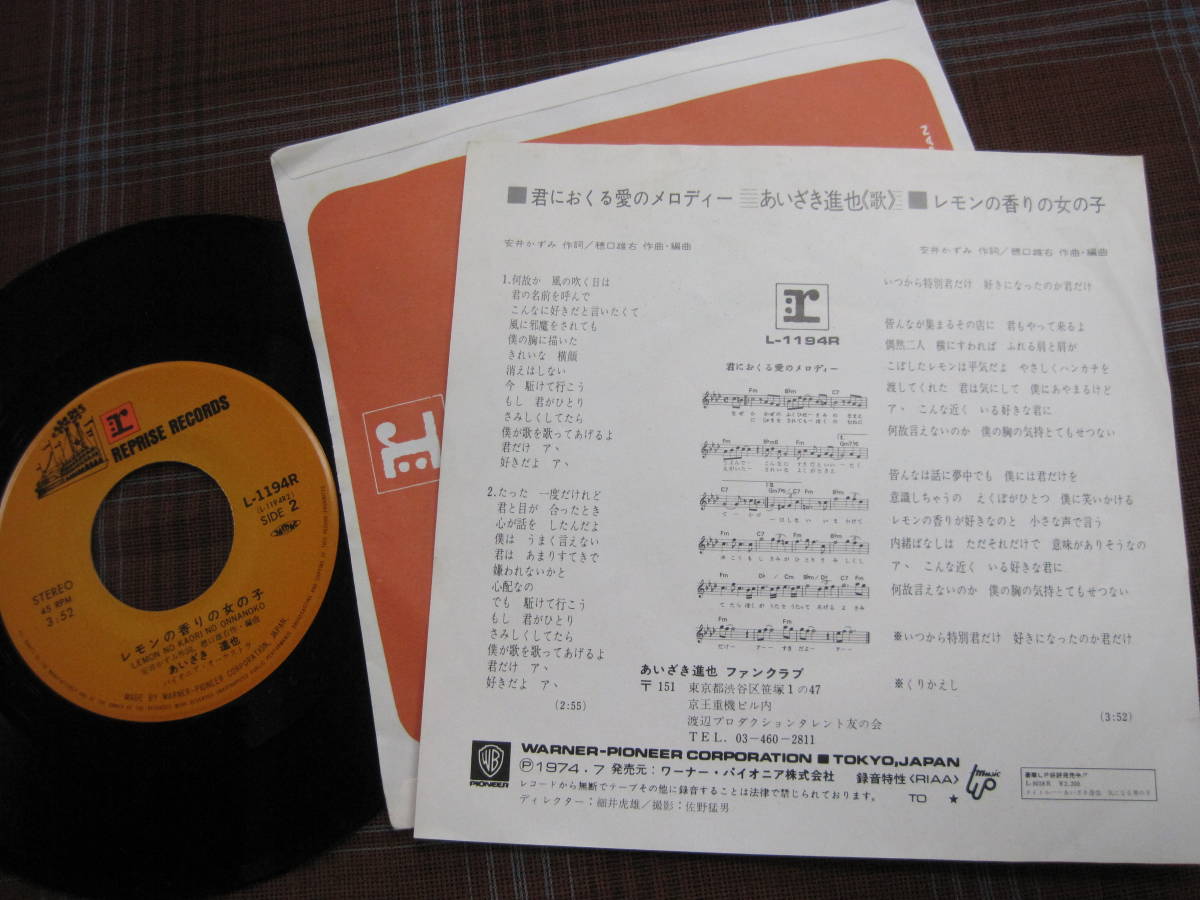 REPRISE RECORDS
L-1194R
(L-1194R2)
SIDE 2
STEREO
45 RPM
3:52
レモンの香りの女の子
LEMON NO KAORI NO ONNANOKO
安井かずみ作詞、穂口雄右作・編曲
あいざき 進也
パイオニア・オーケストラ
MADE BY WARNER-PIONEER CORPORATION, JAPAN
■君におくる愛のメロディー あいざき進也《歌》 ■レモンの香りの女の子
安井かずみ 作詞／穂口雄右 作曲・編曲
1.何故か 風の吹く日は
君の名前を呼んで
こんなに好きだと言いたくて
風に邪魔をされても
僕の胸に描いた
きれいな 横顔
消えはしない
今 駈けて行こう
もし 君がひとり
さみしくしてたら
僕が歌を歌ってあげるよ
君だけ アヽ
好きだよ アヽ
2.たった 一度だけれど
君と目が 合ったとき
心が話を したんだよ
僕は うまく言えない
君は あまりすてきで
嫌われないかと
心配なの
でも 駈けて行こう
もし 君がひとり
さみしくしてたら
僕が歌を歌ってあげるよ
君だけ アヽ
好きだよ アヽ
(2:55)
r
L-1194R
君におくる愛のメロディー
あいざき進也 ファンクラブ
〒151 東京都渋谷区笹塚1の47
京王重機ビル内
渡辺プロダクションタレント友の会
TEL. 03-460-2811
安井かずみ 作詞／穂口雄右 作曲・編曲
いつから特別君だけ 好きになったのか君だけ
皆んなが集まるその店に 君もやって来るよ
偶然二人 横にすわれば ふれる肩と肩が
こぼしたレモンは平気だよ やさしくハンカチを
渡してくれた 君は気にして 僕にあやまるけど
アヽ こんな近く いる好きな君に
何故言えないのか 僕の胸の気持とてもせつない
皆んなは話に夢中でも 僕には君だけを
意識しちゃうの えくぼがひとつ 僕に笑いかける
レモンの香りが好きなのと 小さな声で言う
内緒ばなしは ただそれだけで 意味がありそうなの
アヽ こんな近く いる好きな君に
何故言えないのか 僕の胸の気持とてもせつない
※いつから特別君だけ 好きになったのか君だけ
※くりかえし
(3:52)
WB
PIONEER
WARNER-PIONEER CORPORATION ■ TOKYO, JAPAN
Ⓟ1974・7 発売元：ワーナー・パイオニア株式会社 録音特性〈RIAA〉
レコードから無断でテープその他に録音することは法律で禁じられております。 TO ★
ディレクター：細井虎雄／撮影：佐野猛男
music